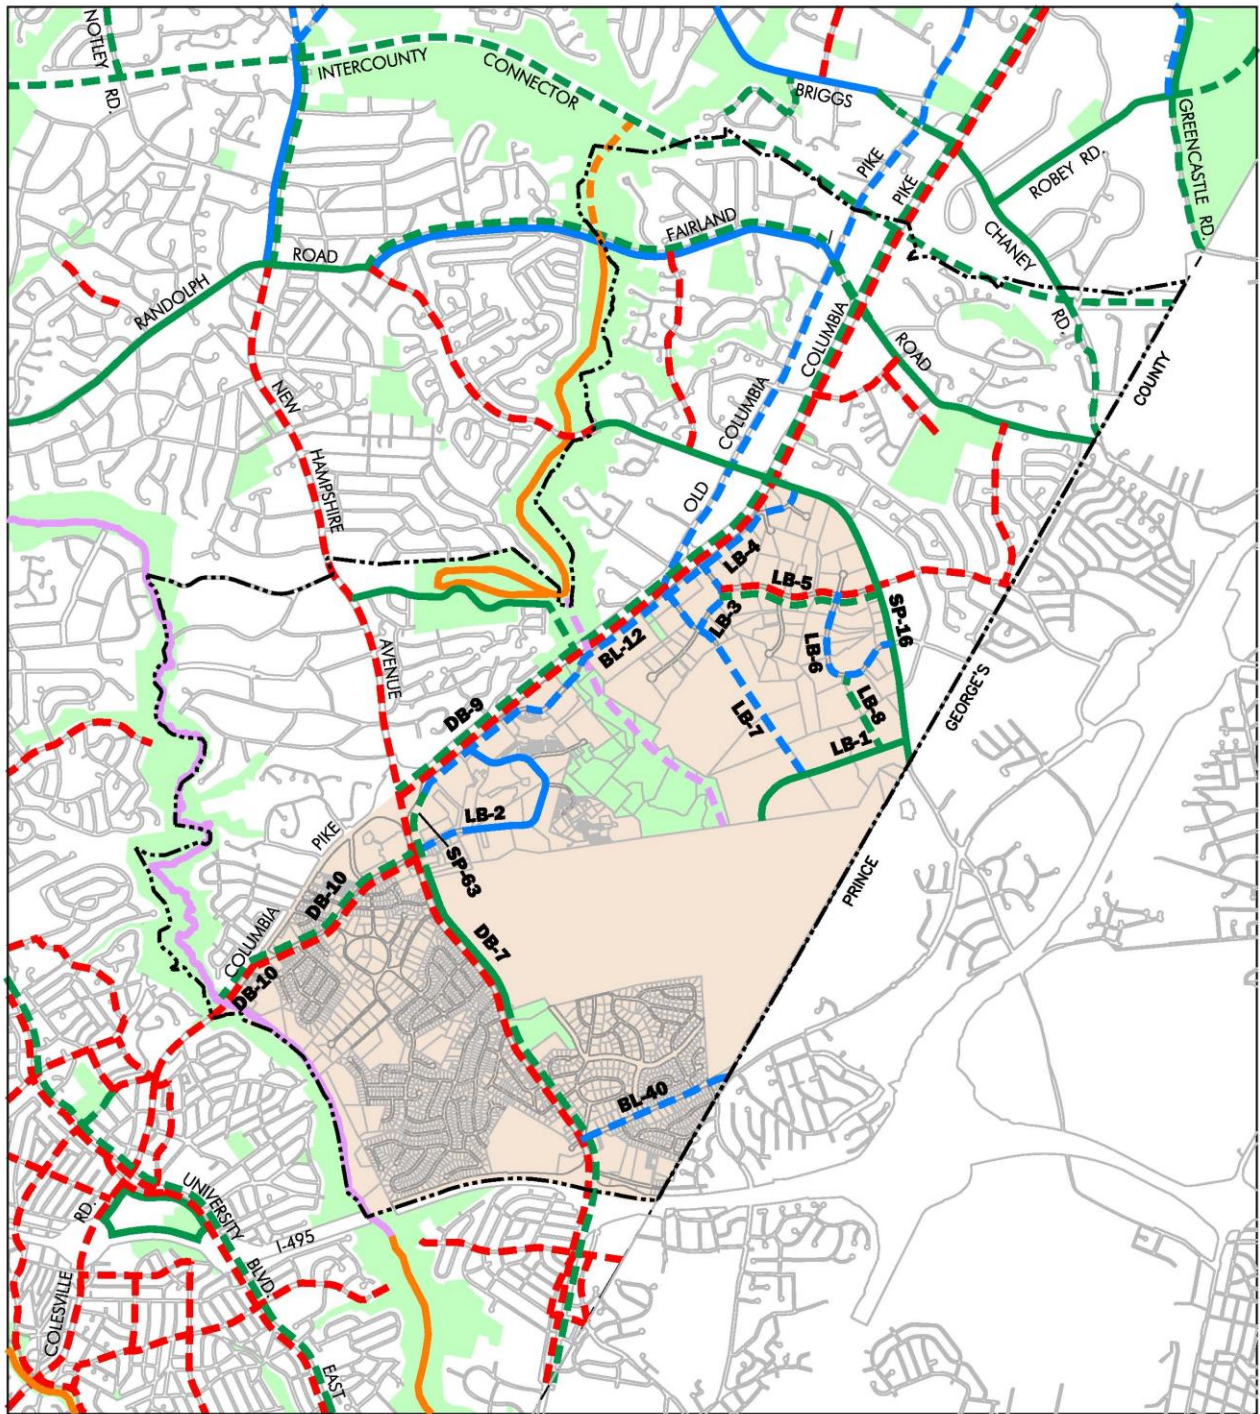 NOTLEY
RD.
INTERCOUNTY
CONNECTOR
BRIGGS
PIKE
PIKE
ROBEY RD.
GREENCASTLE RD.
CHANEY
RD.
FAIRLAND
ROAD
RANDOLPH
ROAD
COLUMBIA
COLUMBIA
OLD
COUNTY
NEW
HAMPSHIRE
AVENUE
LB-4
LB-5
LB-3
SP-16
BL-12
LB-6
LB-7
LB-8
LB-1
GEORGE'S
PRINCE
DB-9
LB-2
SP-63
PIKE
COLUMBIA
DB-10
DB-10
DB-7
BL-40
UNIVERSITY
BLVD.
EAST
I-495
RD.
COLESVILLE